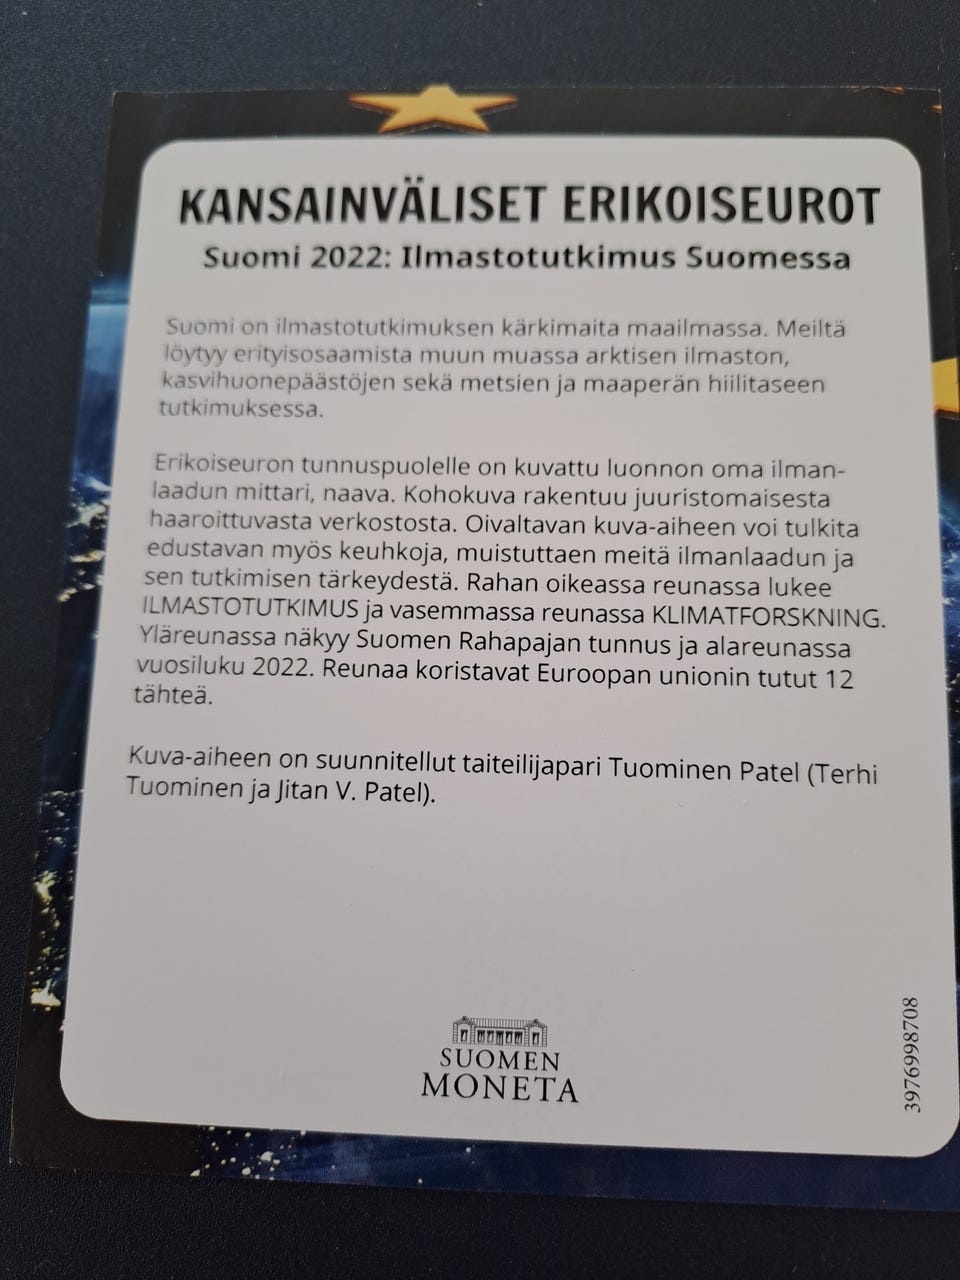 KANSAINVÄLISET ERIKOISEUROT
Suomi 2022: Ilmastotutkimus Suomessa
Suomi on ilmastotutkimuksen kärkimaita maailmassa. Meiltä
löytyy erityisosaamista muun muassa arktisen ilmaston,
kasvihuonepäästöjen sekä metsien ja maaperän hiilitaseen
tutkimuksessa.
Erikoiseuron tunnuspuolelle on kuvattu luonnon oma ilman-
laadun mittari, naava. Kohokuva rakentuu juuristomaisesta
haaroittuvasta verkostosta. Oivaltavan kuva-aiheen voi tulkita
edustavan myös keuhkoja, muistuttaen meitä ilmanlaadun ja
sen tutkimisen tärkeydestä. Rahan oikeassa reunassa lukee
ILMASTOTUTKIMUS ja vasemmassa reunassa KLIMATFORSKNING.
Yläreunassa näkyy Suomen Rahapajan tunnus ja alareunassa
vuosiluku 2022. Reunaa koristavat Euroopan unionin tutut 12
tähteä.
Kuva-aiheen on suunnitellut taiteilijapari Tuominen Patel (Terhi
Tuominen ja Jitan V. Patel).
SUOMEN
MONETA
3976998708